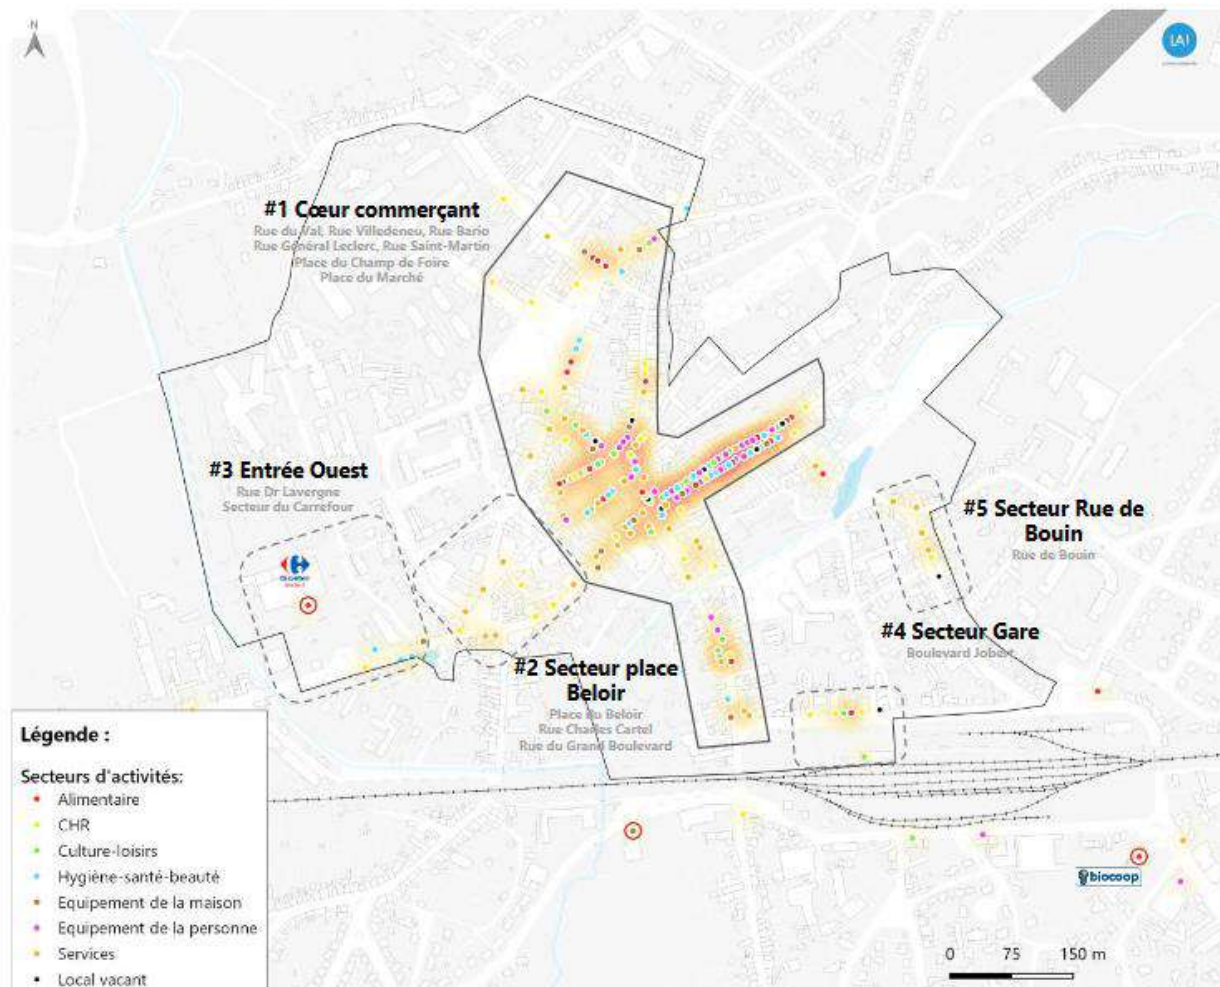 N
LA!
#1 Cœur commerçant
Rue du Val, Rue Villedeneu, Rue Bario
Rue Général Leclerc, Rue Saint-Martin
Place du Champ de Foire
Place du Marché
#3 Entrée Ouest
Rue Dr Lavergne
Secteur du Carrefour
#5 Secteur Rue de
Bouin
Rue de Bouin
#4 Secteur Gare
Boulevard Jobert
#2 Secteur place
Beloir
Place du Beloir
Rue Charles Cartel
Rue du Grand Boulevard
Légende :
Secteurs d'activités:
Alimentaire
CHR
Culture-loisirs
Hygiène-santé-beauté
Equipement de la maison
Equipement de la personne
Services
Local vacant
biocoop
0 75 150 m